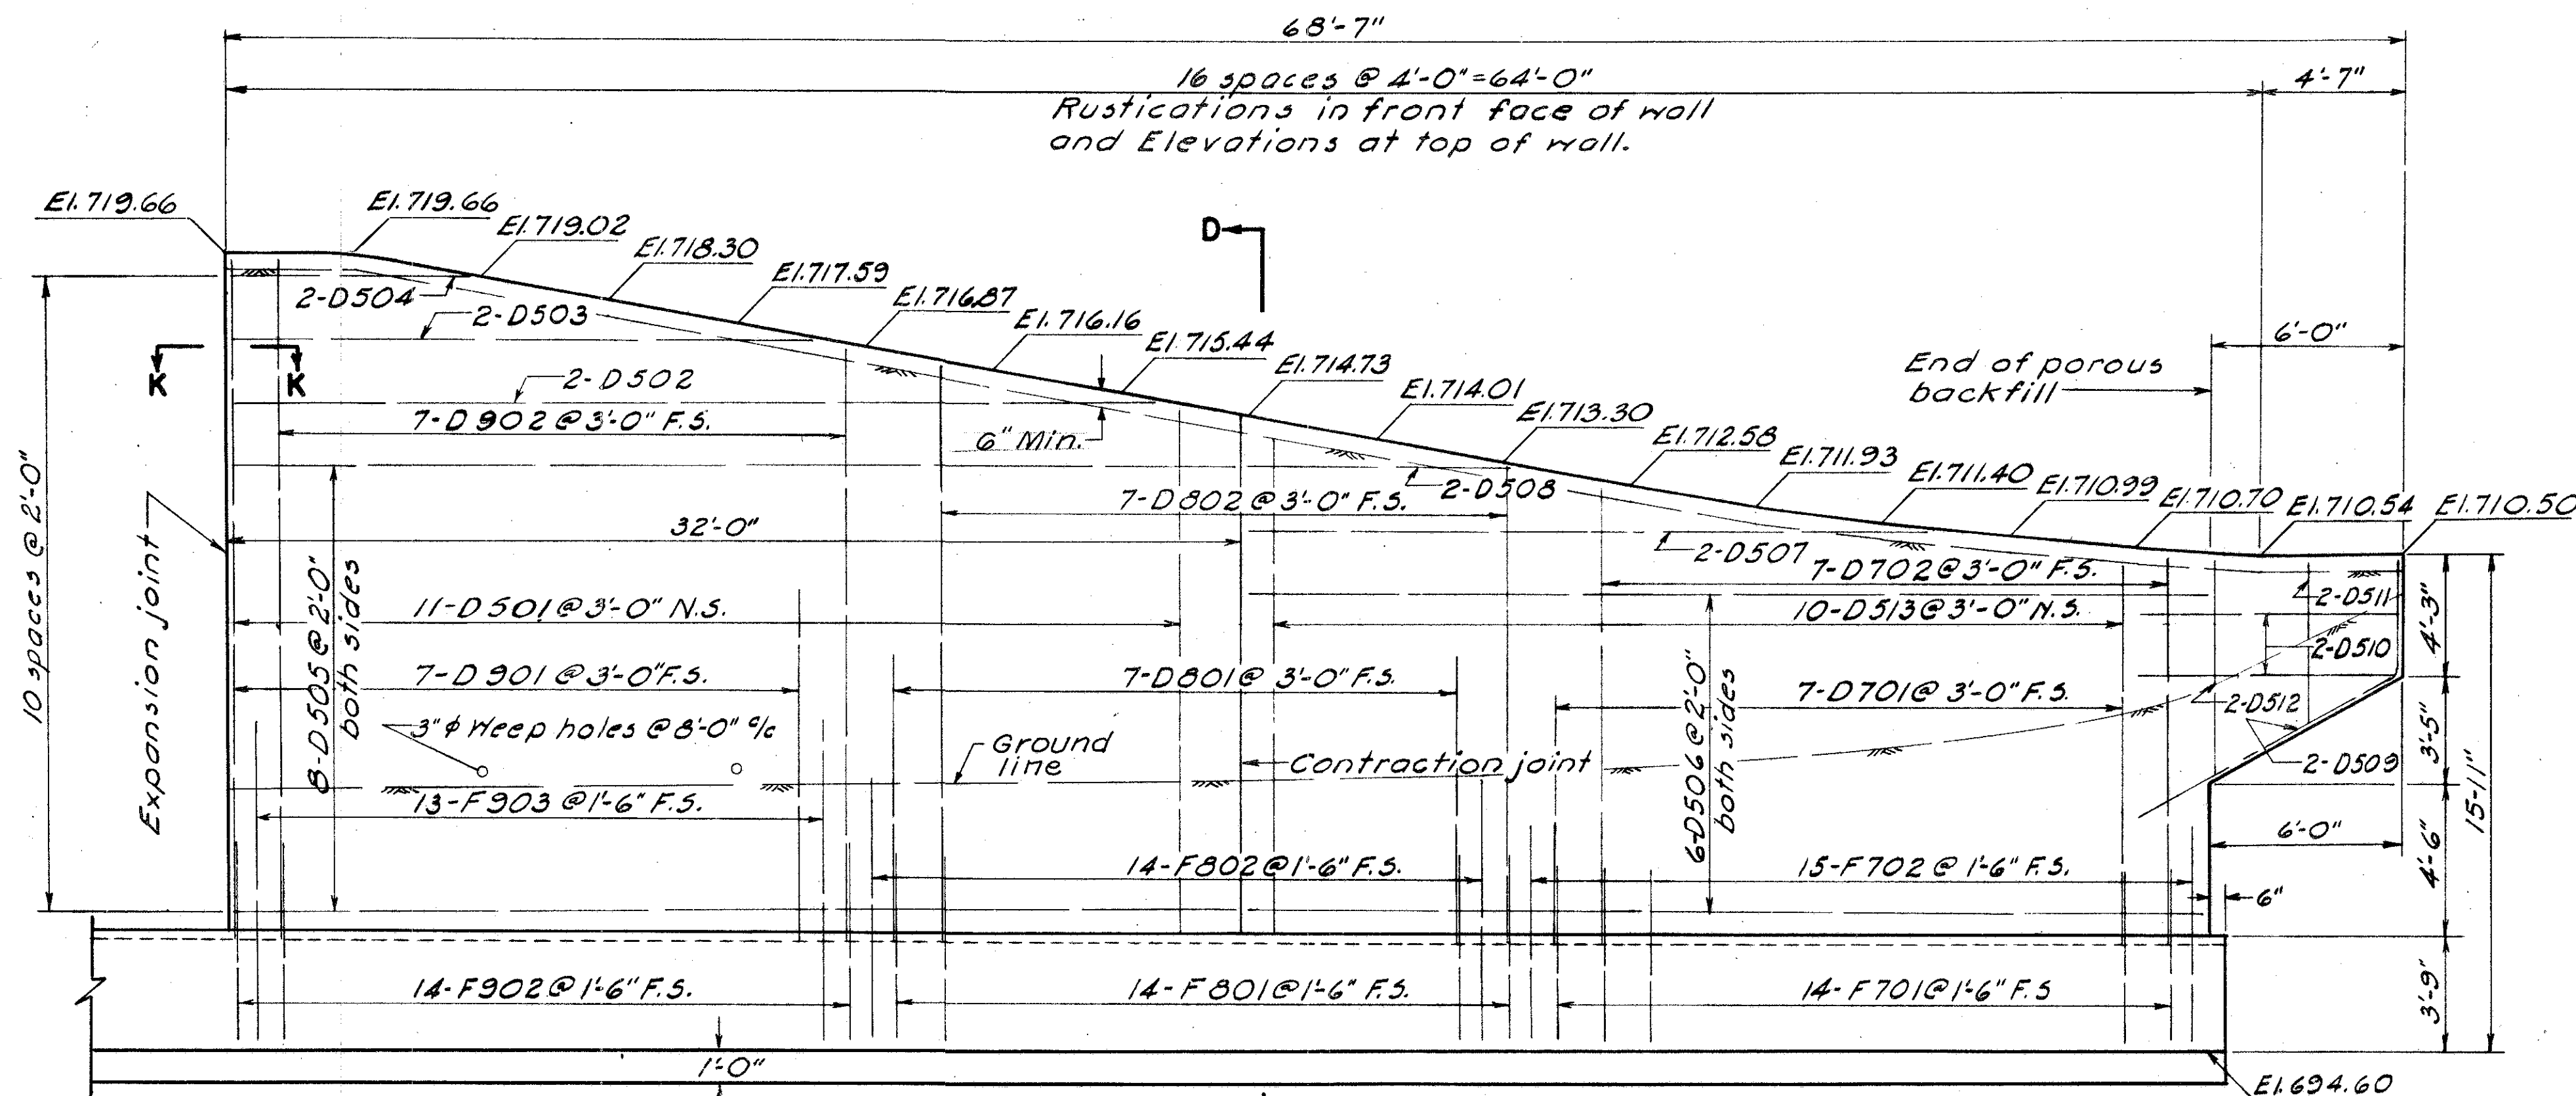 68'-7"
16 spaces @ 4'-0"=64'-0"
4'-7"
Rustications in front face of wall
and Elevations at top of wall.
El.719.66
El.719.66
El.719.02
El.718.30
El.717.59
El.716.87
El.716.16
El.715.44
El.714.73
El.714.01
El.713.30
El.712.58
El.711.93
El.711.40
El.710.99
El.710.70
El.710.54
El.710.50
D
2-D504
2-D503
K
K
2-D502
7-D902 @ 3'-0" F.S.
6" Min.
End of porous
backfill
6'-0"
10 spaces @ 2'-0"
Expansion joint
8-D505 @ 2'-0"
both sides
32'-0"
7-D802 @ 3'-0" F.S.
2-D508
2-D507
7-D702 @ 3'-0" F.S.
11-D501 @ 3'-0" N.S.
10-D513 @ 3'-0" N.S.
2-D511
2-D510
4'-3"
7-D901 @ 3'-0" F.S.
7-D801 @ 3'-0" F.S.
7-D701 @ 3'-0" F.S.
2-D512
3'-5"
3" ϕ Weep holes @ 8'-0" c/c
Ground
line
Contraction joint
6-D506 @ 2'-0"
both sides
2-D509
15'-11"
13-F903 @ 1'-6" F.S.
6'-0"
4'-6"
14-F802 @ 1'-6" F.S.
15-F702 @ 1'-6" F.S.
6"
14-F902 @ 1'-6" F.S.
14-F801 @ 1'-6" F.S.
14-F701 @ 1'-6" F.S
3'-9"
1'-0"
El.694.60